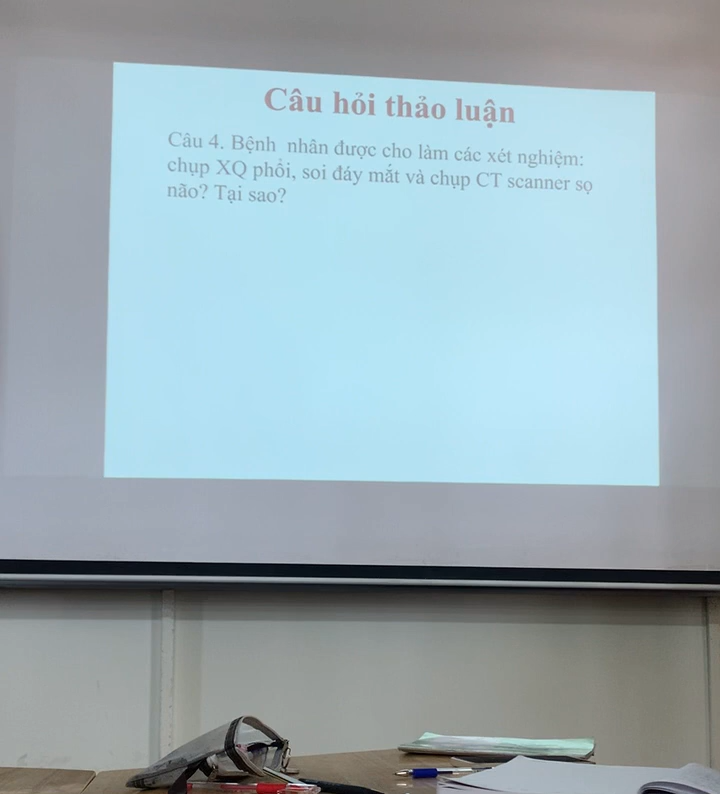 Câu hỏi thảo luận
Câu 4. Bệnh nhân được cho làm các xét nghiệm:
chụp XQ phổi, soi đáy mắt và chụp CT scanner sọ
não? Tại sao?